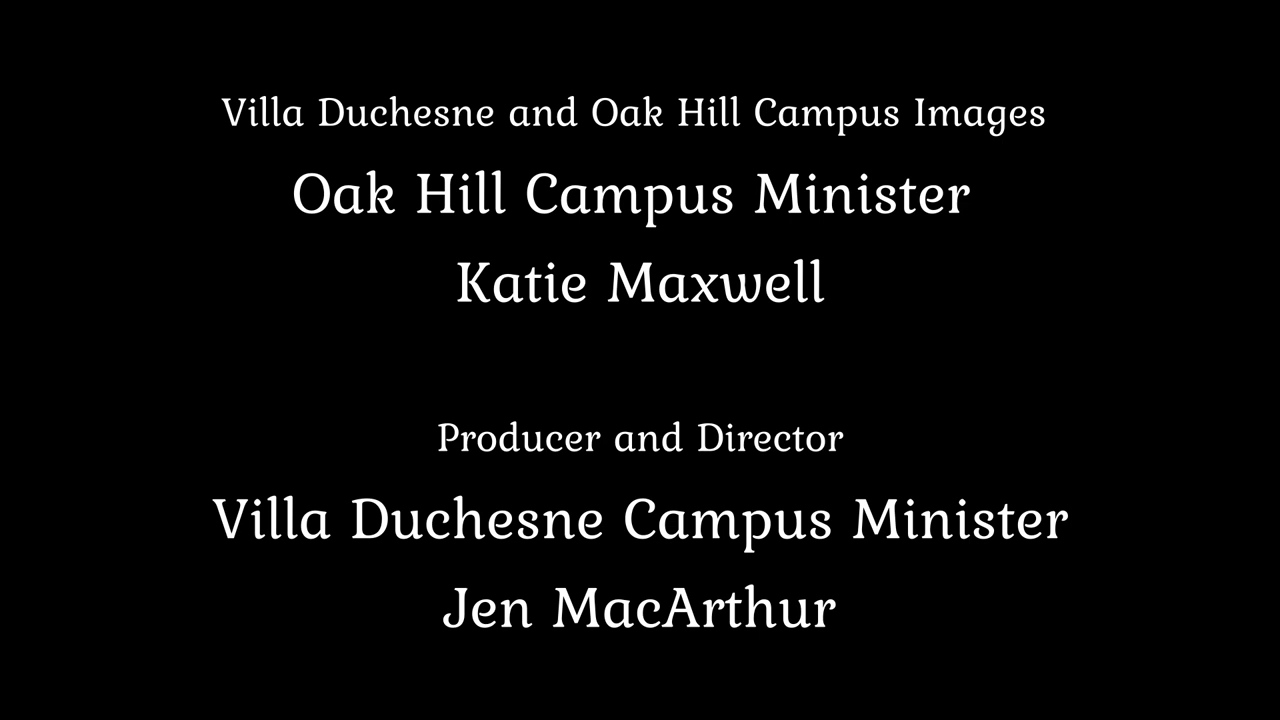 Villa Duchesne and Oak Hill Campus Images
Oak Hill Campus Minister
Katie Maxwell
Producer and Director
Villa Duchesne Campus Minister
Jen MacArthur